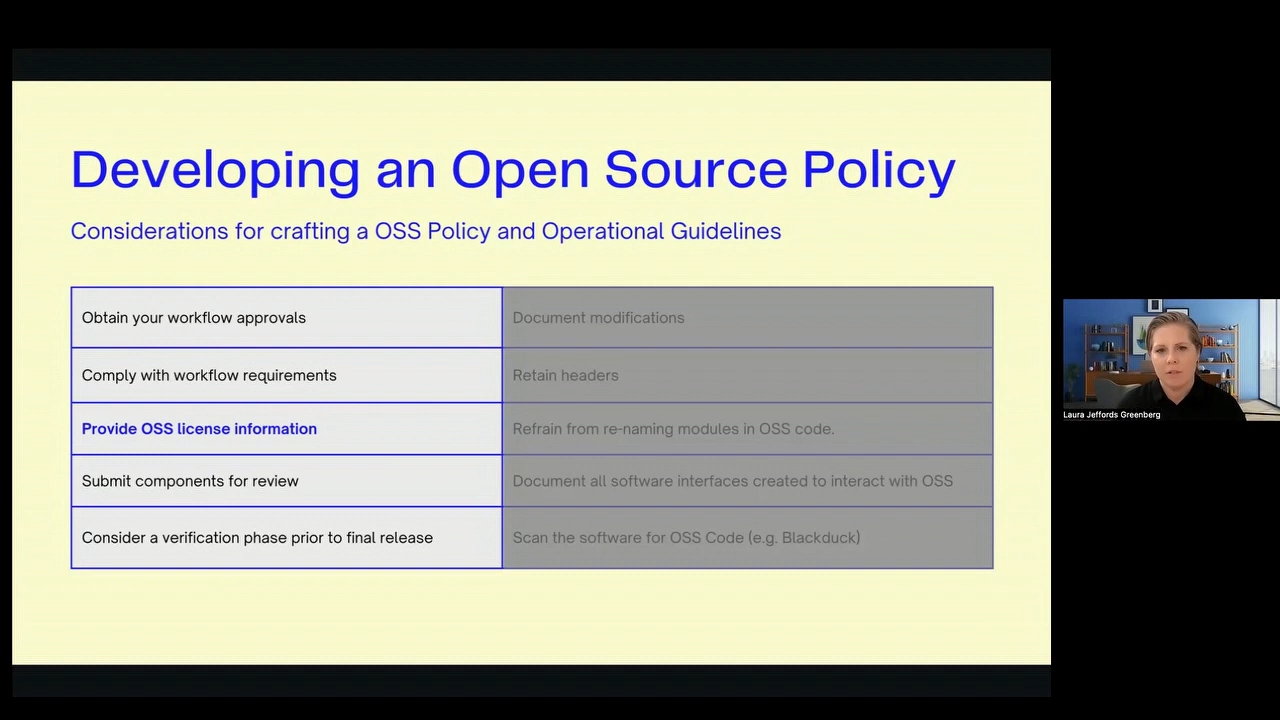 Developing an Open Source Policy
Considerations for crafting a OSS Policy and Operational Guidelines
Obtain your workflow approvals
Document modifications
Comply with workflow requirements
Retain headers
Provide OSS license information
Refrain from re-naming modules in OSS code.
Submit components for review
Document all software interfaces created to interact with OSS
Consider a verification phase prior to final release
Scan the software for OSS Code (e.g. Blackduck)
Laura Jeffords Greenberg